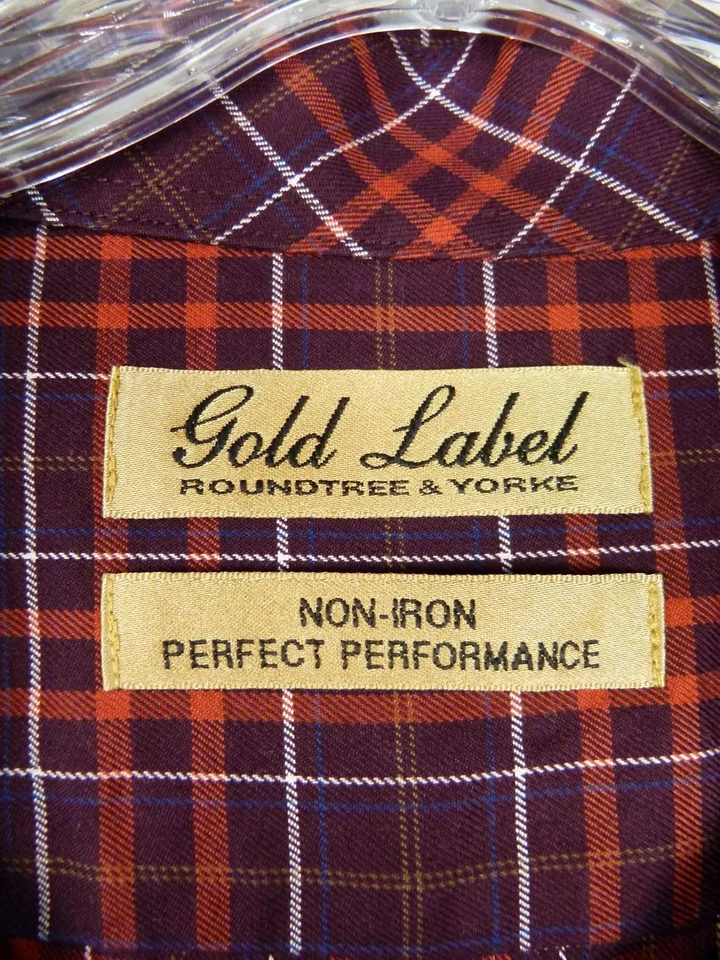 Gold Label
ROUNDTREE & YORKE
NON-IRON
PERFECT PERFORMANCE